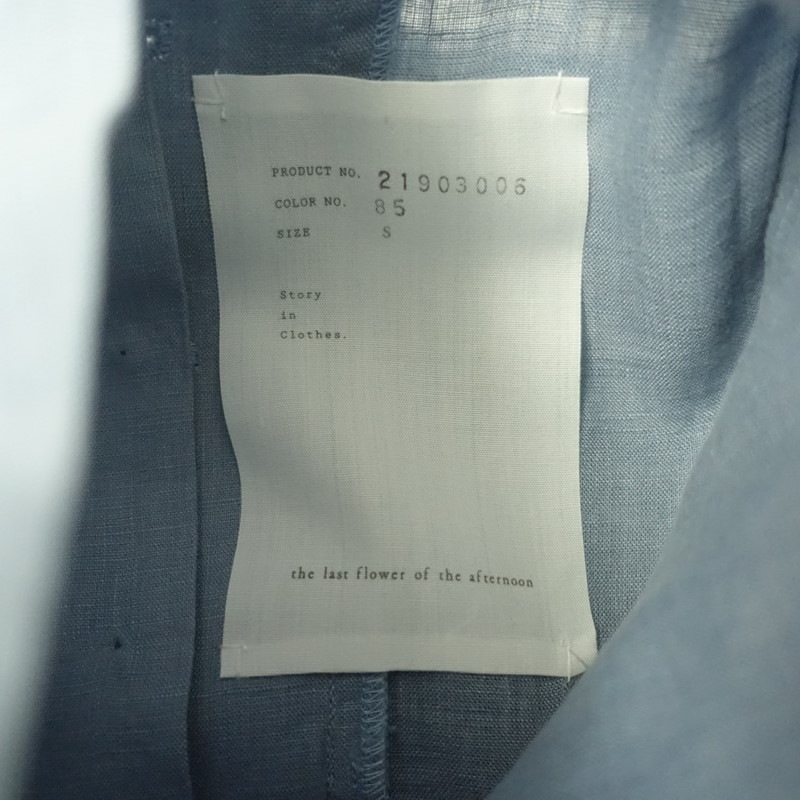 PRODUCT NO. 21903006
COLOR NO. 85
SIZE S
Story
in
Clothes.
the last flower of the afternoon